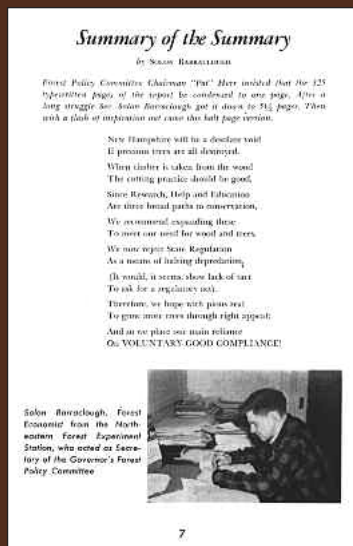 Summary of the Summary
by SOLON BARRACLOUGH
Forest Policy Committee Chairman "Pat" Herr insisted that the 125
typewritten pages of the report be condensed to one page. After a
long struggle Sec. Solon Barraclough got it down to pages. Then
with a flash of inspiration out came this half page version.
New Hampshire will be a desolate void
If precious trees are all destroyed.
When timber is taken from the wood
The cutting practice should be good.
Since Research, Help and Education
Are three broad paths to conservation,
We recommend expanding these
To meet our need for wood and trees.
We now reject State Regulation
As a means of halting depredation,
(It would, it seems, show lack of tact
To ask for a regulatory act).
Therefore, we hope with pious zeal
To grow more trees through right appeal;
And so we place our main reliance
On VOLUNTARY GOOD COMPLIANCE!
Solon Barraclough, Forest
Economist from the North-
eastern Forest Experiment
Station, who acted as Secre-
tary of the Governor's Forest
Policy Committee
7